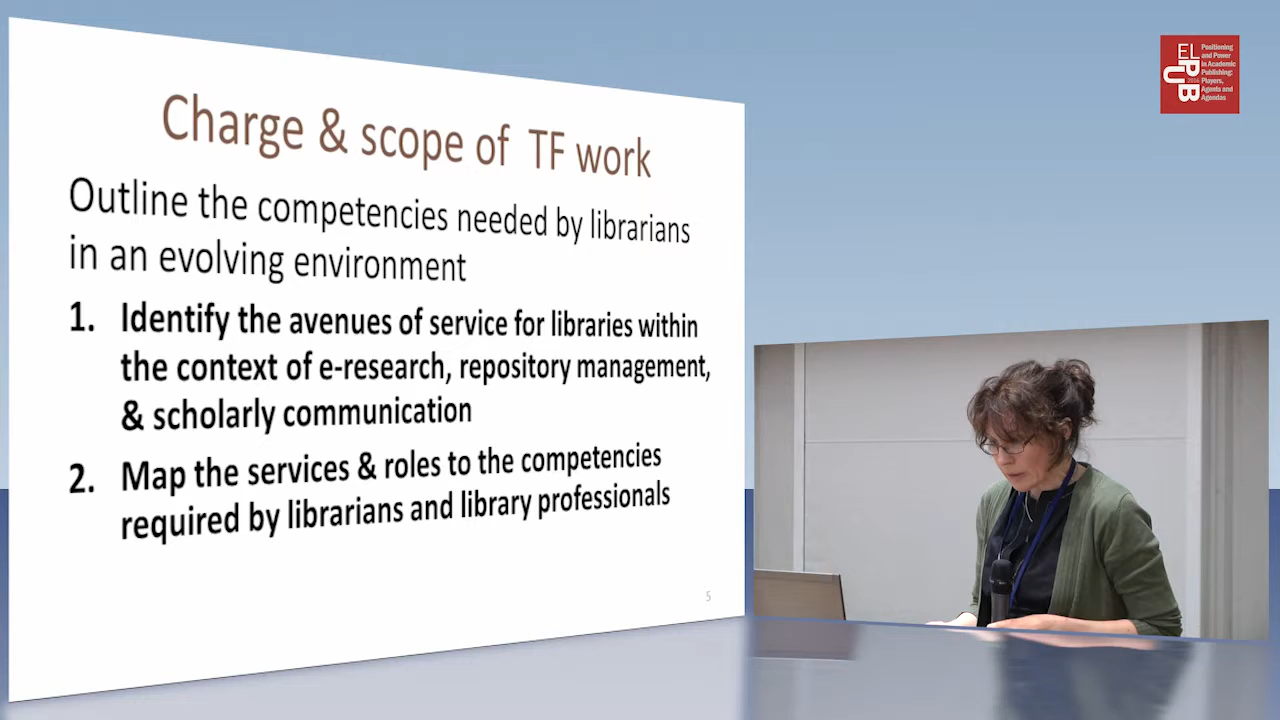 Charge & scope of TF work
Outline the competencies needed by librarians
in an evolving environment
1. Identify the avenues of service for libraries within
the context of e-research, repository management,
& scholarly communication
2. Map the services & roles to the competencies
required by librarians and library professionals
5
EL
PUB
2016
Positioning
and Power
in Academic
Publishing:
Players,
Agents and
Agendas